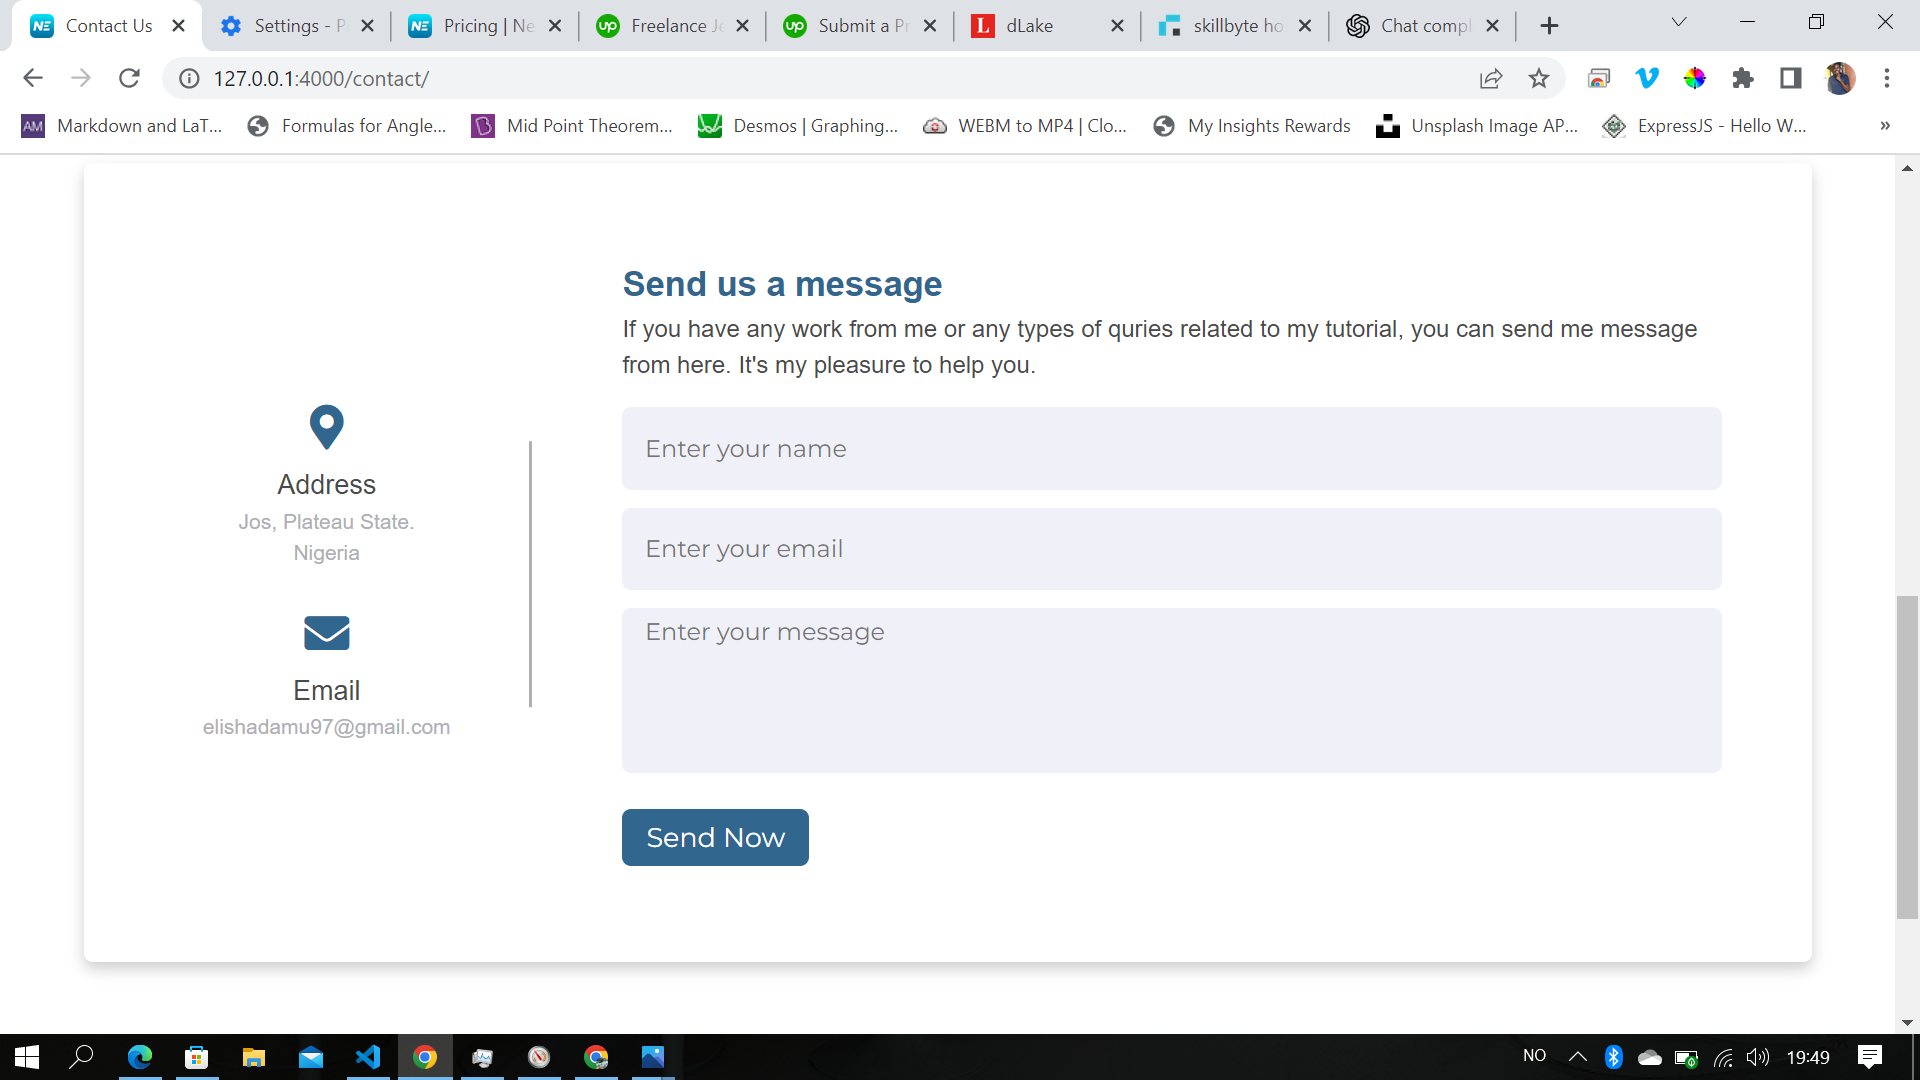 Contact Us
Settings - P
Pricing | Ne
Freelance Je
Submit a Pr
dLake
skillbyte ho
Chat compl
127.0.0.1:4000/contact/
Markdown and LaT...
Formulas for Angle...
Mid Point Theorem...
Desmos | Graphing...
WEBM to MP4 | Clo...
My Insights Rewards
Unsplash Image AP...
ExpressJS - Hello W...
»
Send us a message
If you have any work from me or any types of quries related to my tutorial, you can send me message
from here. It's my pleasure to help you.
Address
Jos, Plateau State.
Nigeria
Email
elishadamu97@gmail.com
Enter your name
Enter your email
Enter your message
Send Now
NO
19:49